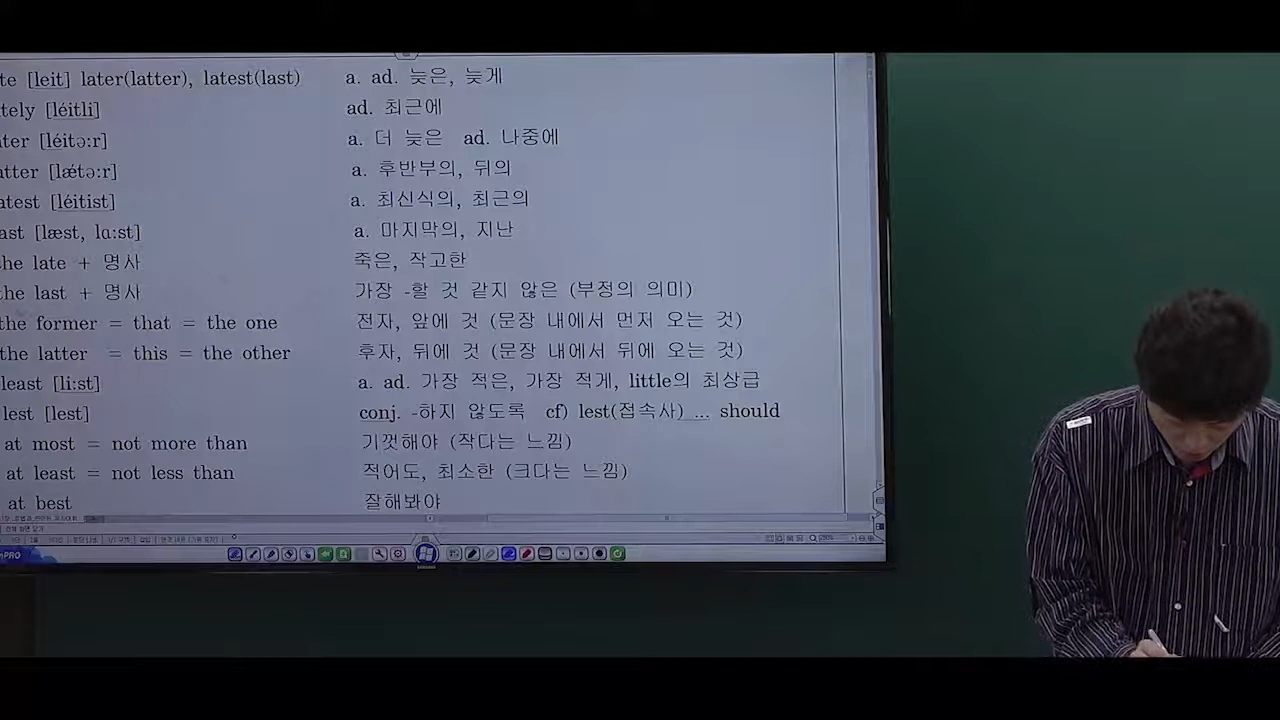 te [leit] later(latter), latest(last) a. ad. 늦은, 늦게
tely [léitli] ad. 최근에
ter [léitə:r] a. 더 늦은 ad. 나중에
atter [lǽtə:r] a. 후반부의, 뒤의
atest [léitist] a. 최신식의, 최근의
ast [læst, lɑ:st] a. 마지막의, 지난
he late + 명사 죽은, 작고한
he last + 명사 가장 -할 것 같지 않은 (부정의 의미)
the former = that = the one 전자, 앞에 것 (문장 내에서 먼저 오는 것)
the latter = this = the other 후자, 뒤에 것 (문장 내에서 뒤에 오는 것)
least [li:st] a. ad. 가장 적은, 가장 적게, little의 최상급
lest [lest] conj. -하지 않도록 cf) lest(접속사) ... should
at most = not more than 기껏해야 (작다는 느낌)
at least = not less than 적어도, 최소한 (크다는 느낌)
at best 잘해봐야
PRO